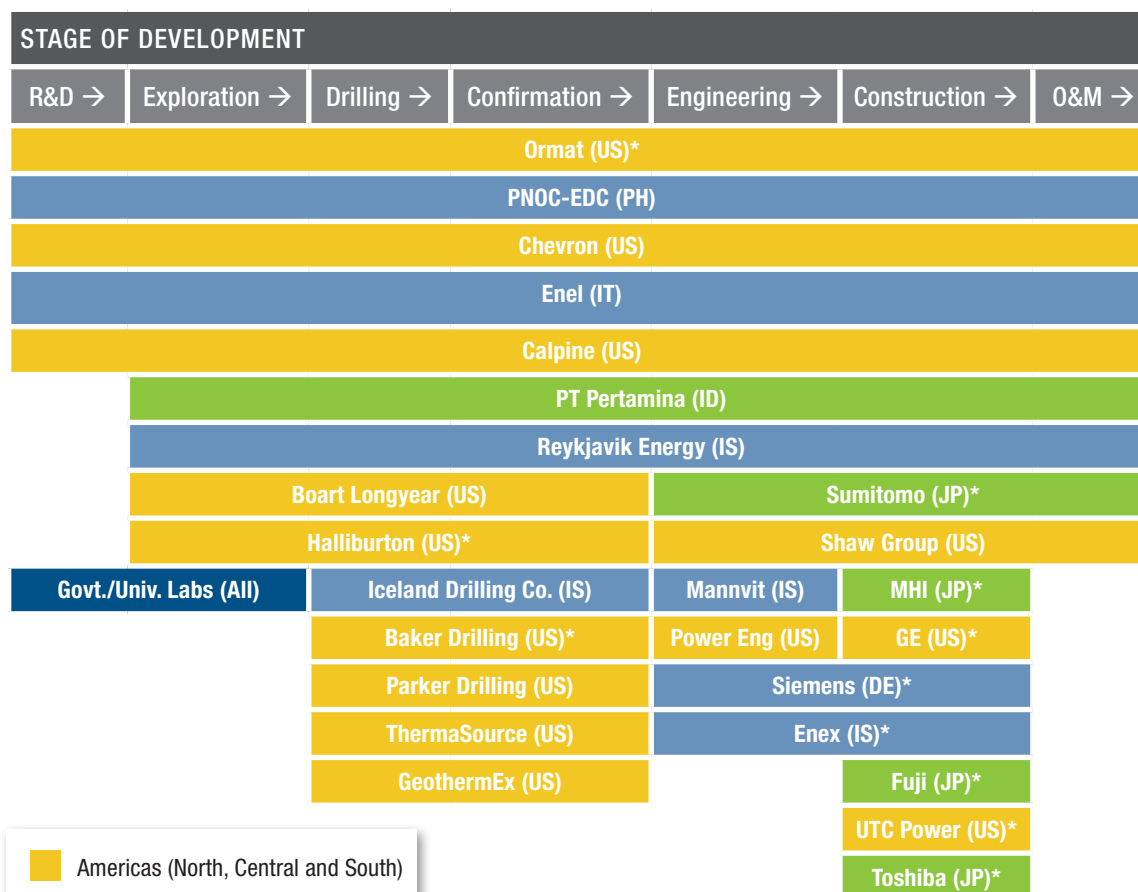 STAGE OF DEVELOPMENT
R&D → Exploration → Drilling → Confirmation → Engineering → Construction → O&M →
Ormat (US)*
PNOC-EDC (PH)
Chevron (US)
Enel (IT)
Calpine (US)
PT Pertamina (ID)
Reykjavik Energy (IS)
Boart Longyear (US) Sumitomo (JP)*
Halliburton (US)* Shaw Group (US)
Govt./Univ. Labs (All) Iceland Drilling Co. (IS) Mannvit (IS) MHI (JP)*
Baker Drilling (US)* Power Eng (US) GE (US)*
Parker Drilling (US) Siemens (DE)*
ThermaSource (US) Enex (IS)*
GeothermEx (US) Fuji (JP)*
UTC Power (US)*
Americas (North, Central and South) Toshiba (JP)*